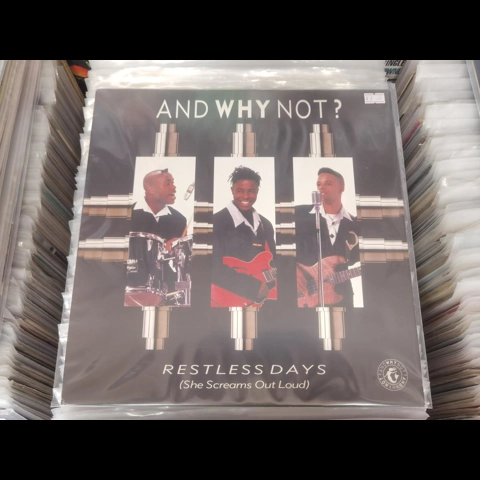 AND WHY NOT?
RESTLESS DAYS
(She Screams Out Loud)